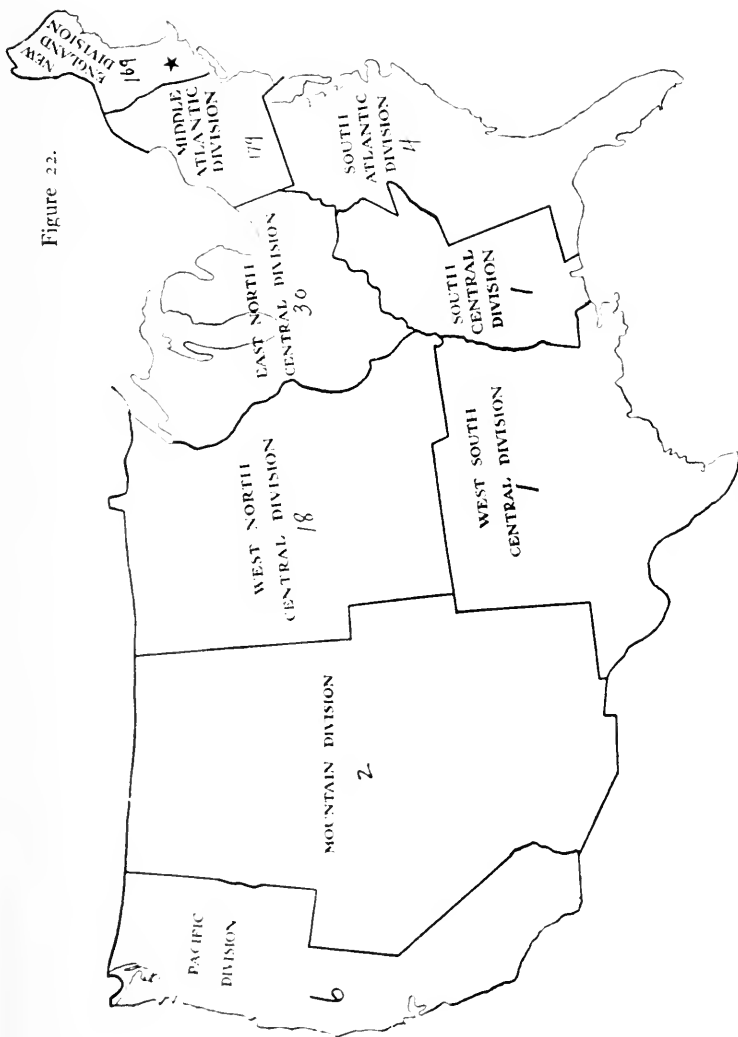 Figure 22.
PACIFIC
DIVISION
6
MOUNTAIN DIVISION
2
WEST NORTH
CENTRAL DIVISION
18
WEST SOUTH
CENTRAL DIVISION
1
EAST NORTH
CENTRAL DIVISION
30
SOUTH
CENTRAL
DIVISION
1
MIDDLE
ATLANTIC
DIVISION
179
SOUTH
ATLANTIC
DIVISION
4
NEW
ENGLAND
DIVISION
169